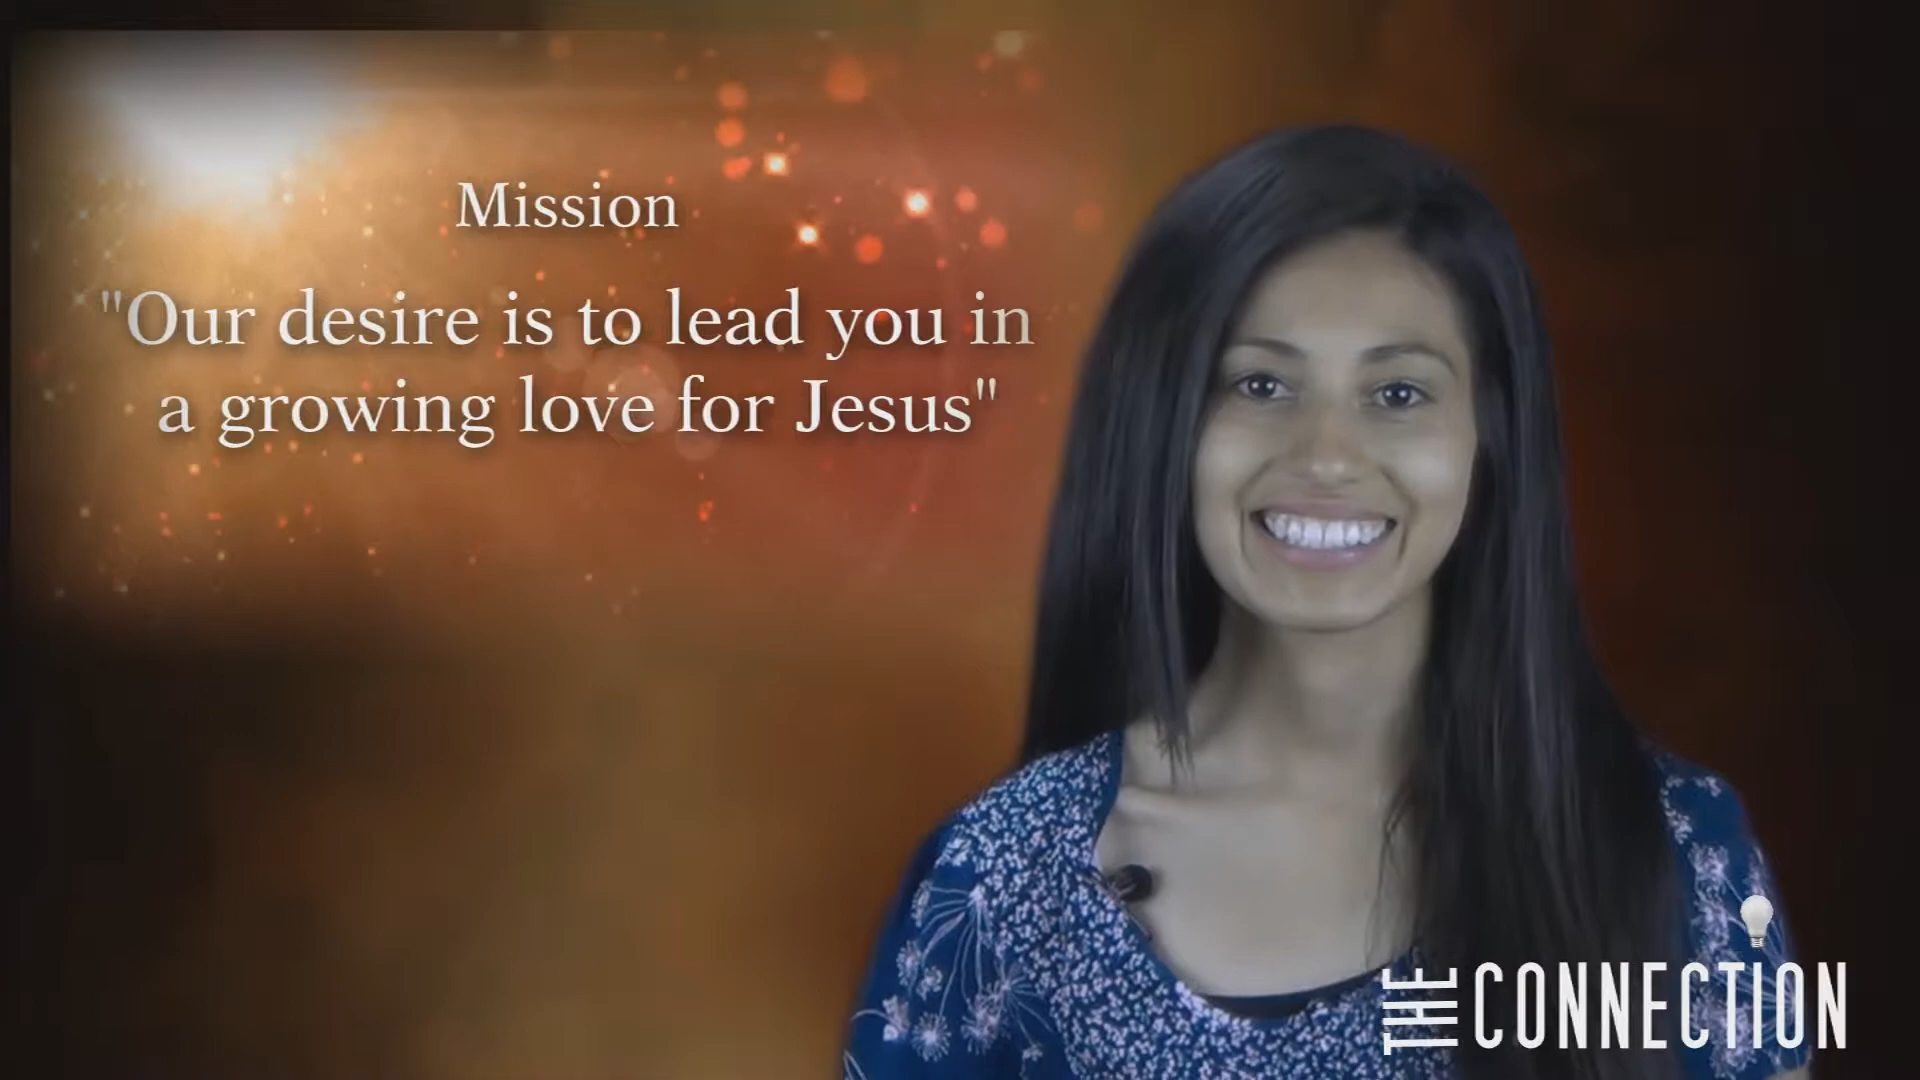 Mission
"Our desire is to lead you in
a growing love for Jesus"
THE CONNECTION